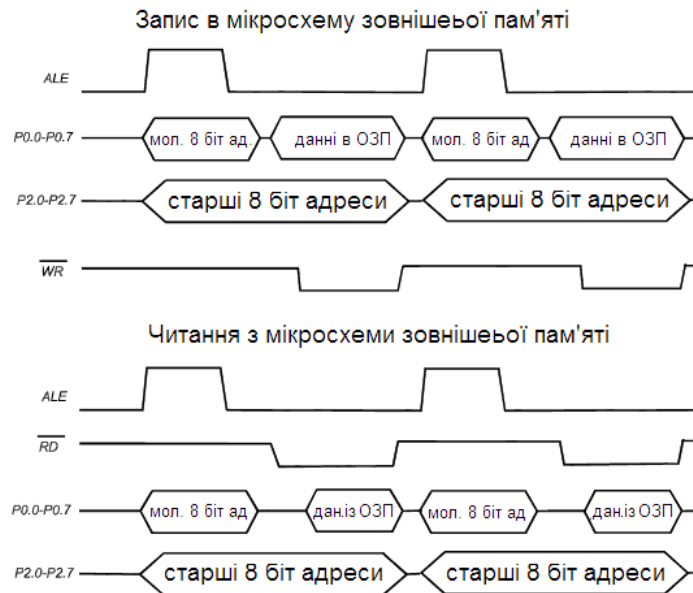 Запис в мікросхему зовнішеьої пам'яті
ALE
P0.0-P0.7 мол. 8 біт ад. данні в ОЗП мол. 8 біт ад данні в ОЗП
P2.0-P2.7 старші 8 біт адреси старші 8 біт адреси
WR
Читання з мікросхеми зовнішеьої пам'яті
ALE
RD
P0.0-P0.7 мол. 8 біт ад дан.із ОЗП мол. 8 біт ад дан.із ОЗП
P2.0-P2.7 старші 8 біт адреси старші 8 біт адреси